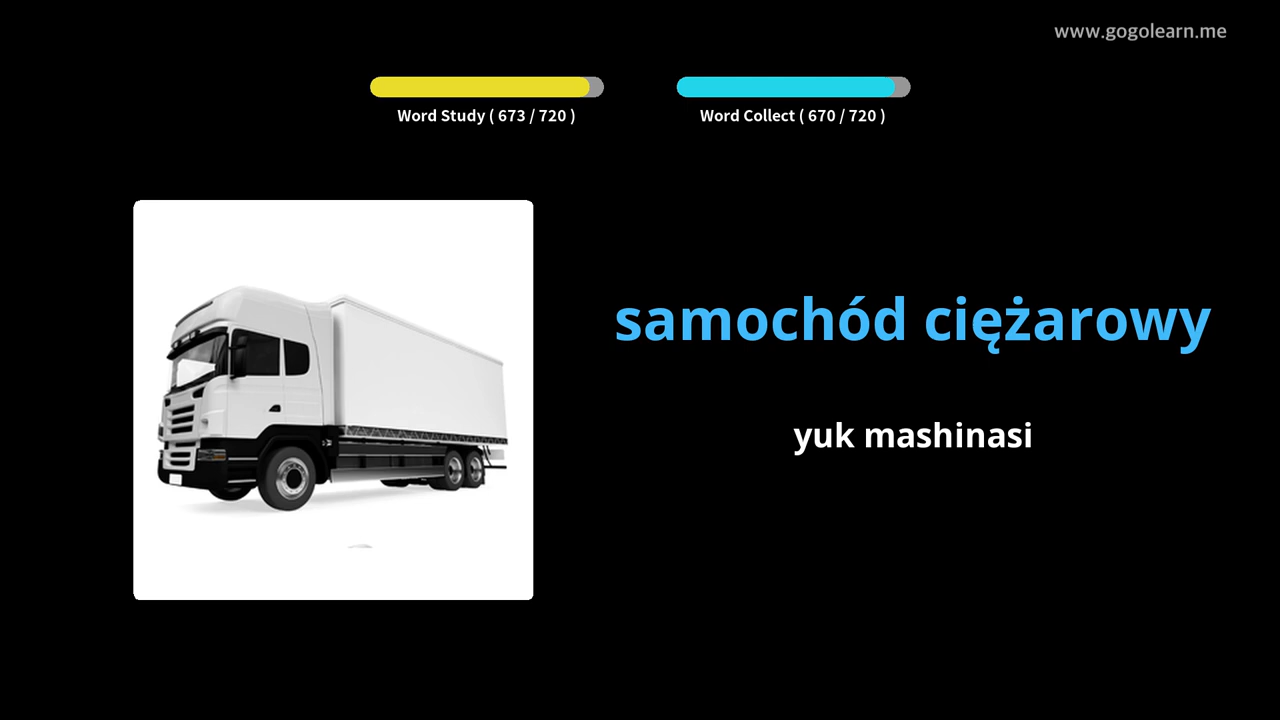 www.gogolearn.me
Word Study ( 673 / 720 )
Word Collect ( 670 / 720 )
samochód ciężarowy
yuk mashinasi